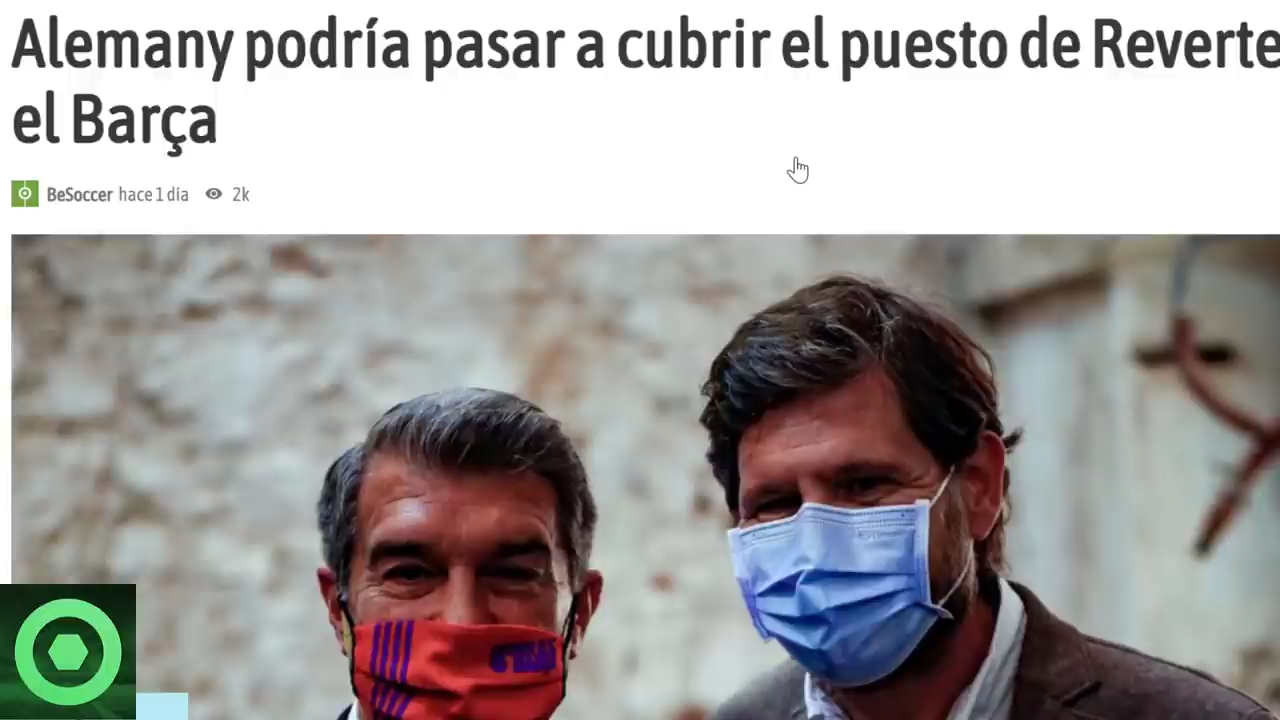 Alemany podría pasar a cubrir el puesto de Reverte
el Barça
BeSoccer hace 1 día 2k